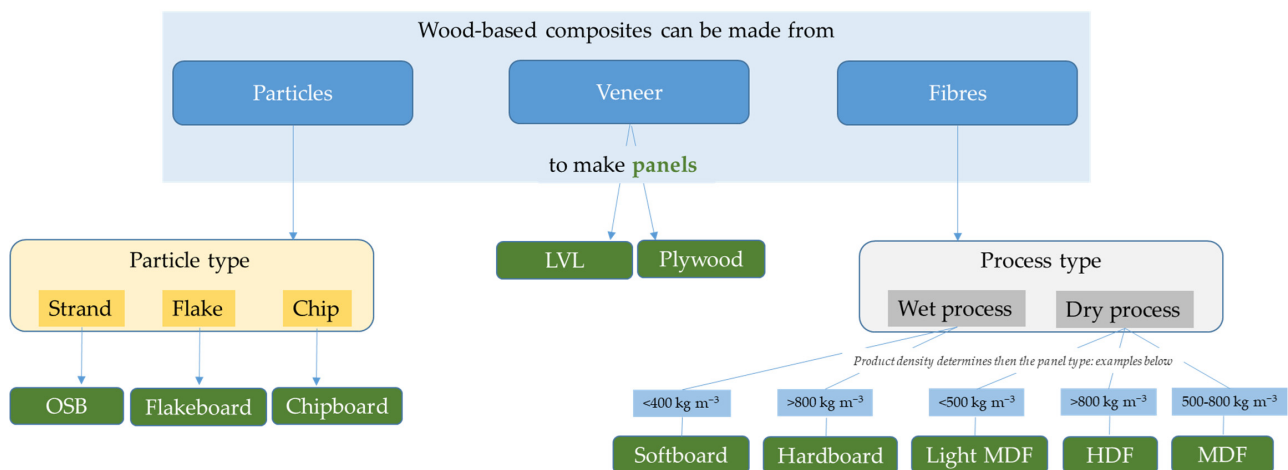 Wood-based composites can be made from
Particles
Veneer
Fibres
to make panels
LVL
Plywood
Particle type
Strand
Flake
Chip
OSB
Flakeboard
Chipboard
Process type
Wet process
Dry process
Product density determines then the panel type: examples below
<400 kg m⁻³
>800 kg m⁻³
<500 kg m⁻³
>800 kg m⁻³
500-800 kg m⁻³
Softboard
Hardboard
Light MDF
HDF
MDF